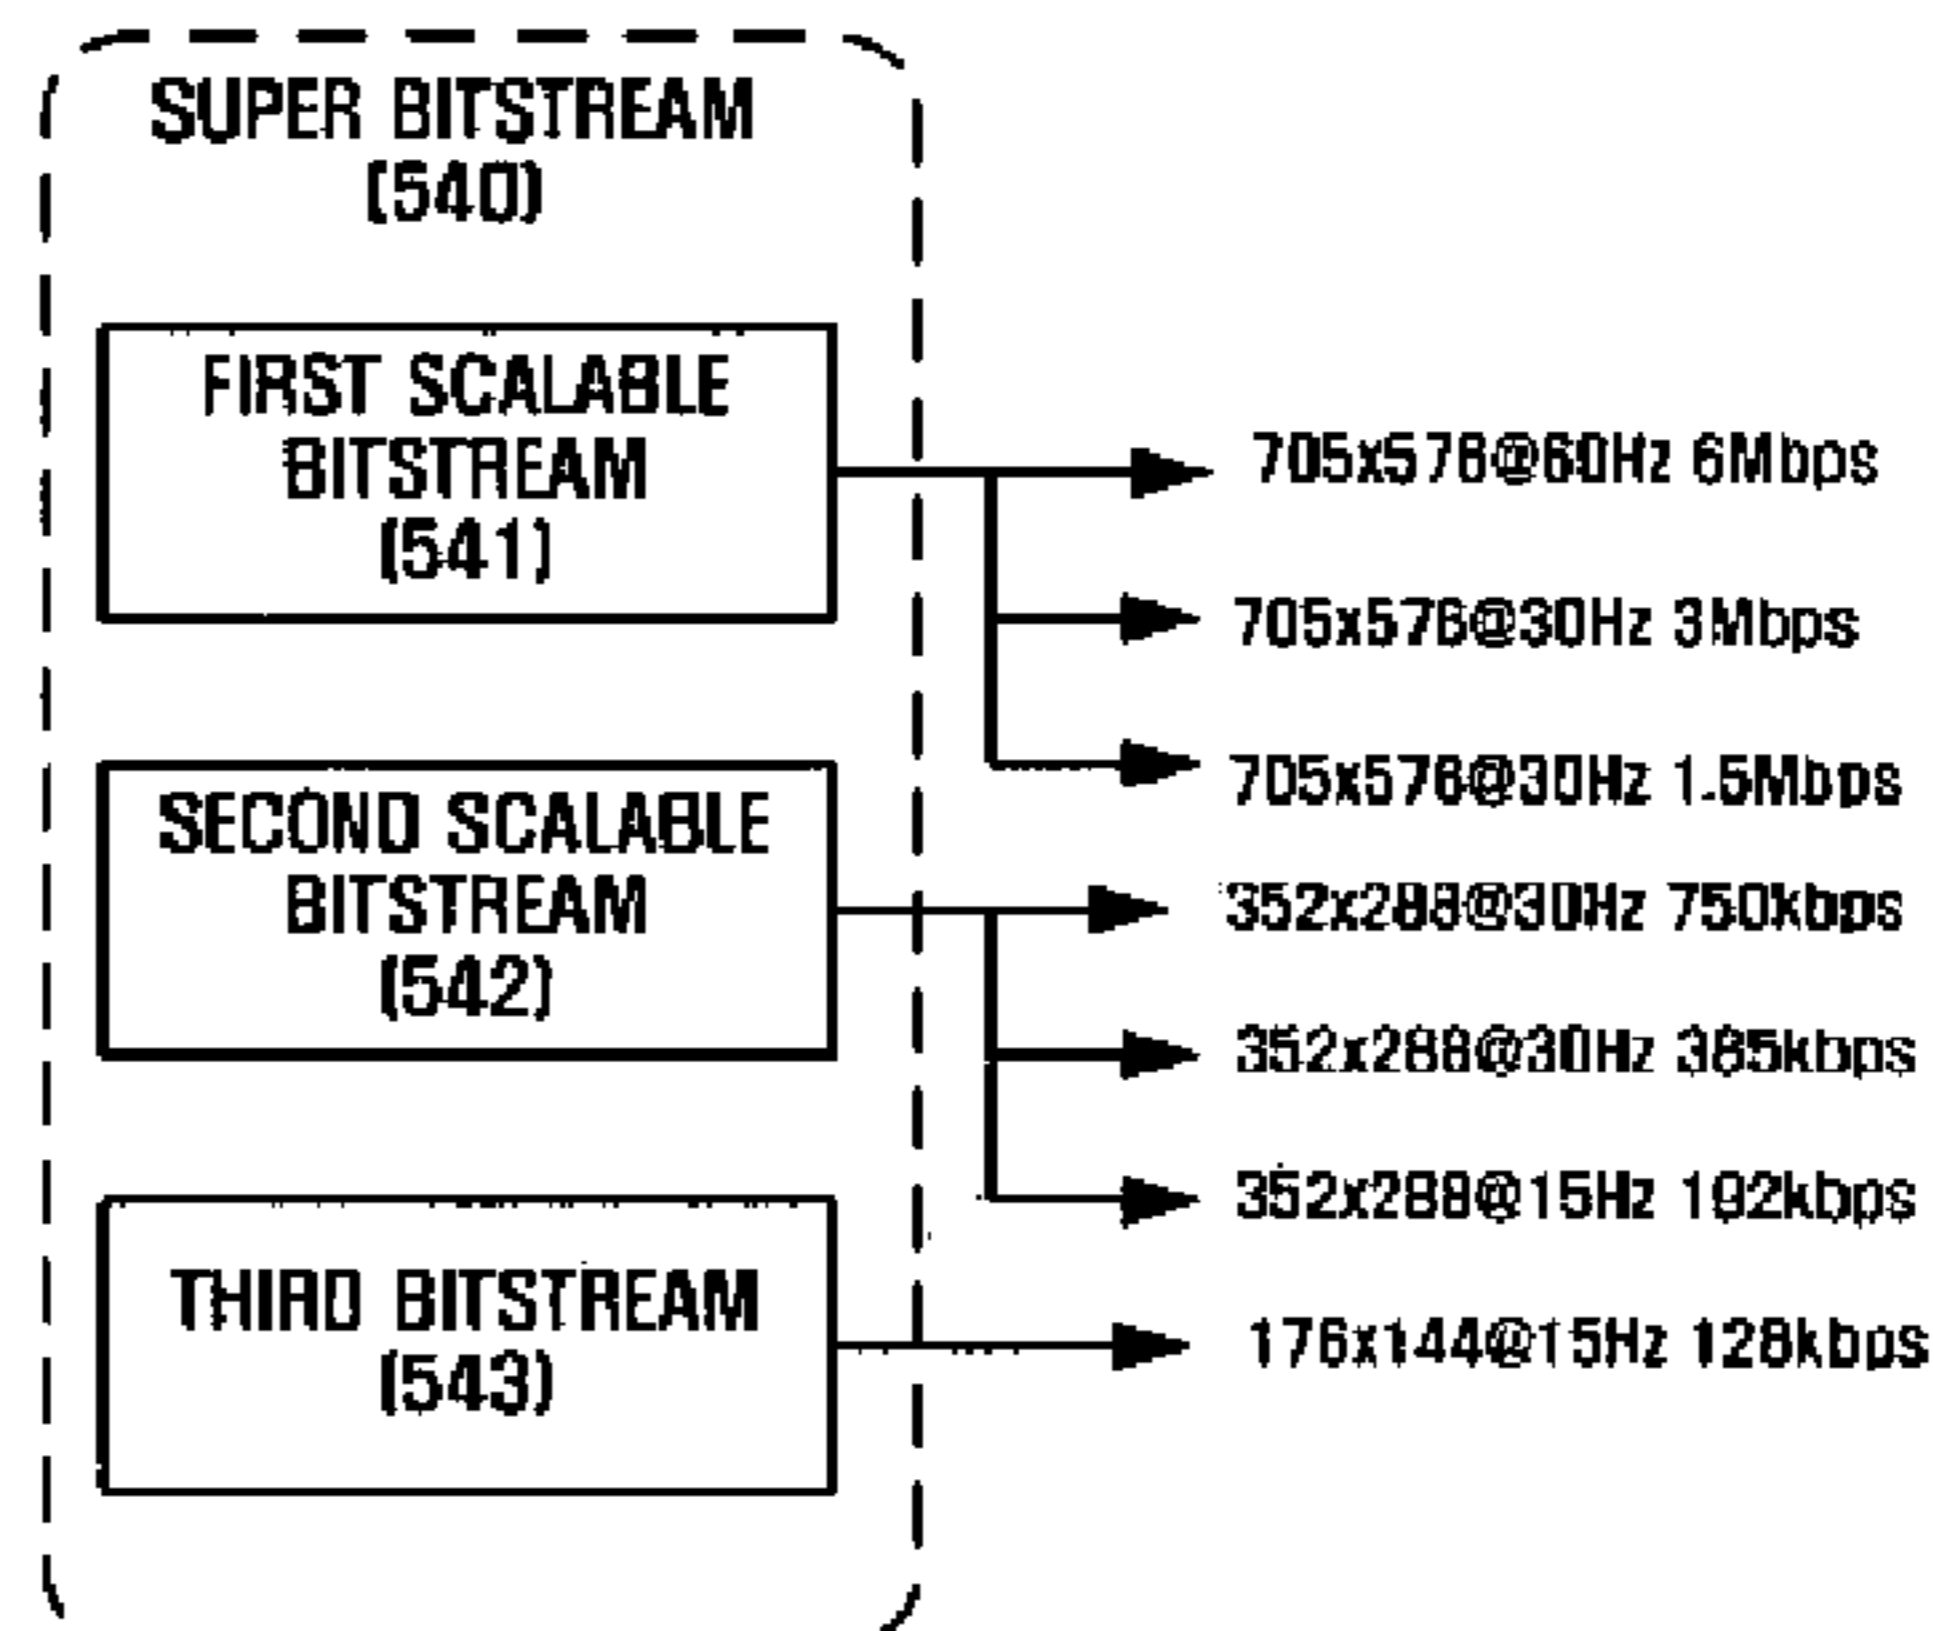 SUPER BITSTREAM
(540)
FIRST SCALABLE
BITSTREAM
(541)
705x576@60Hz 6Mbps
705x576@30Hz 3Mbps
705x576@30Hz 1.5Mbps
SECOND SCALABLE
BITSTREAM
(542)
352x288@30Hz 750kbps
352x288@30Hz 385kbps
352x288@15Hz 192kbps
THIRD BITSTREAM
(543)
176x144@15Hz 128kbps